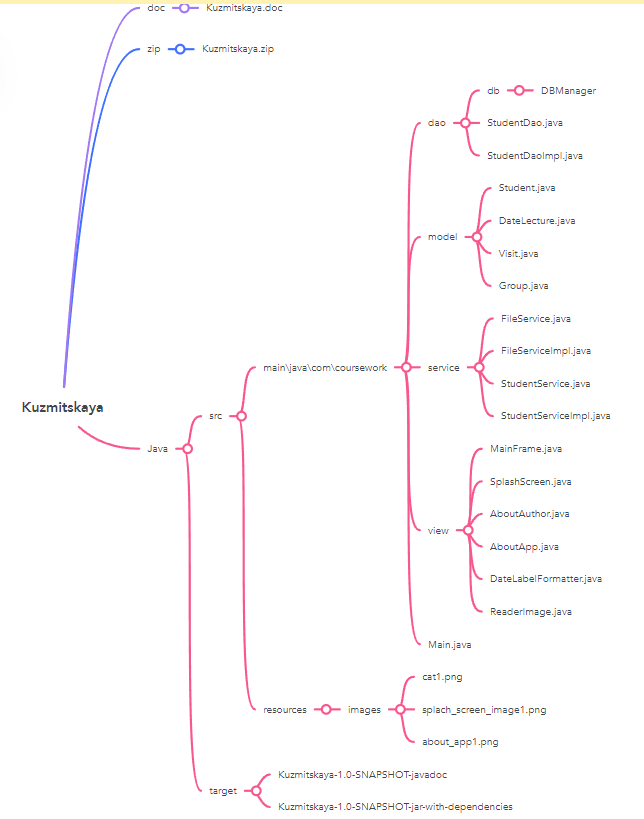 doc
Kuzmitskaya.doc
zip
Kuzmitskaya.zip
db
DBManager
dao
StudentDao.java
StudentDaoImpl.java
Student.java
DateLecture.java
model
Visit.java
Group.java
FileService.java
FileServiceImpl.java
main\java\com\coursework
service
StudentService.java
StudentServiceImpl.java
Kuzmitskaya
src
Java
MainFrame.java
SplashScreen.java
AboutAuthor.java
view
AboutApp.java
DateLabelFormatter.java
ReaderImage.java
Main.java
cat1.png
resources
images
splach_screen_image1.png
about_app1.png
target
Kuzmitskaya-1.0-SNAPSHOT-javadoc
Kuzmitskaya-1.0-SNAPSHOT-jar-with-dependencies